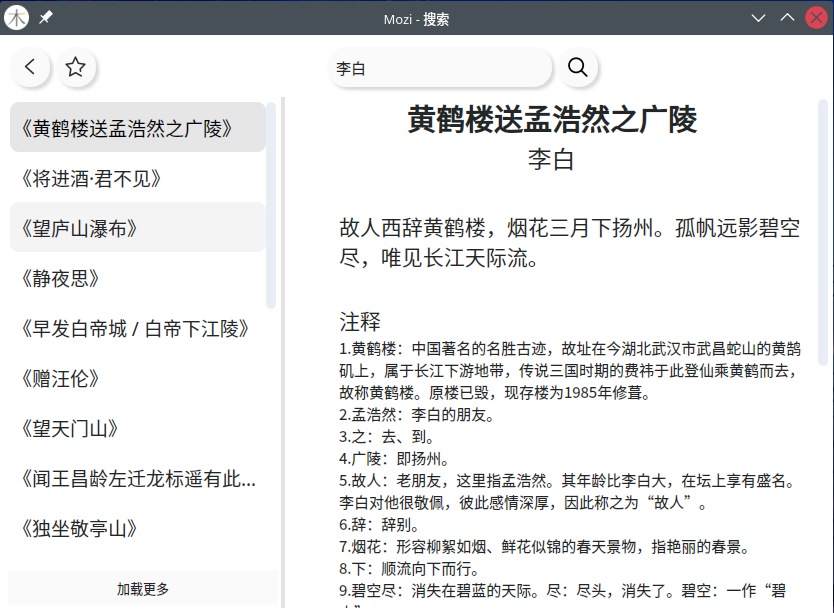 木
Mozi - 搜索
李白
《黄鹤楼送孟浩然之广陵》
《将进酒·君不见》
《望庐山瀑布》
《静夜思》
《早发白帝城 / 白帝下江陵》
《赠汪伦》
《望天门山》
《闻王昌龄左迁龙标遥有此...
《独坐敬亭山》
加载更多
黄鹤楼送孟浩然之广陵
李白
故人西辞黄鹤楼，烟花三月下扬州。孤帆远影碧空
尽，唯见长江天际流。
注释
1.黄鹤楼：中国著名的名胜古迹，故址在今湖北武汉市武昌蛇山的黄鹄
矶上，属于长江下游地带，传说三国时期的费祎于此登仙乘黄鹤而去，
故称黄鹤楼。原楼已毁，现存楼为1985年修葺。
2.孟浩然：李白的朋友。
3.之：去、到。
4.广陵：即扬州。
5.故人：老朋友，这里指孟浩然。其年龄比李白大，在坛上享有盛名。
李白对他很敬佩，彼此感情深厚，因此称之为“故人”。
6.辞：辞别。
7.烟花：形容柳絮如烟、鲜花似锦的春天景物，指艳丽的春景。
8.下：顺流向下而行。
9.碧空尽：消失在碧蓝的天际。尽：尽头，消失了。碧空：一作“碧